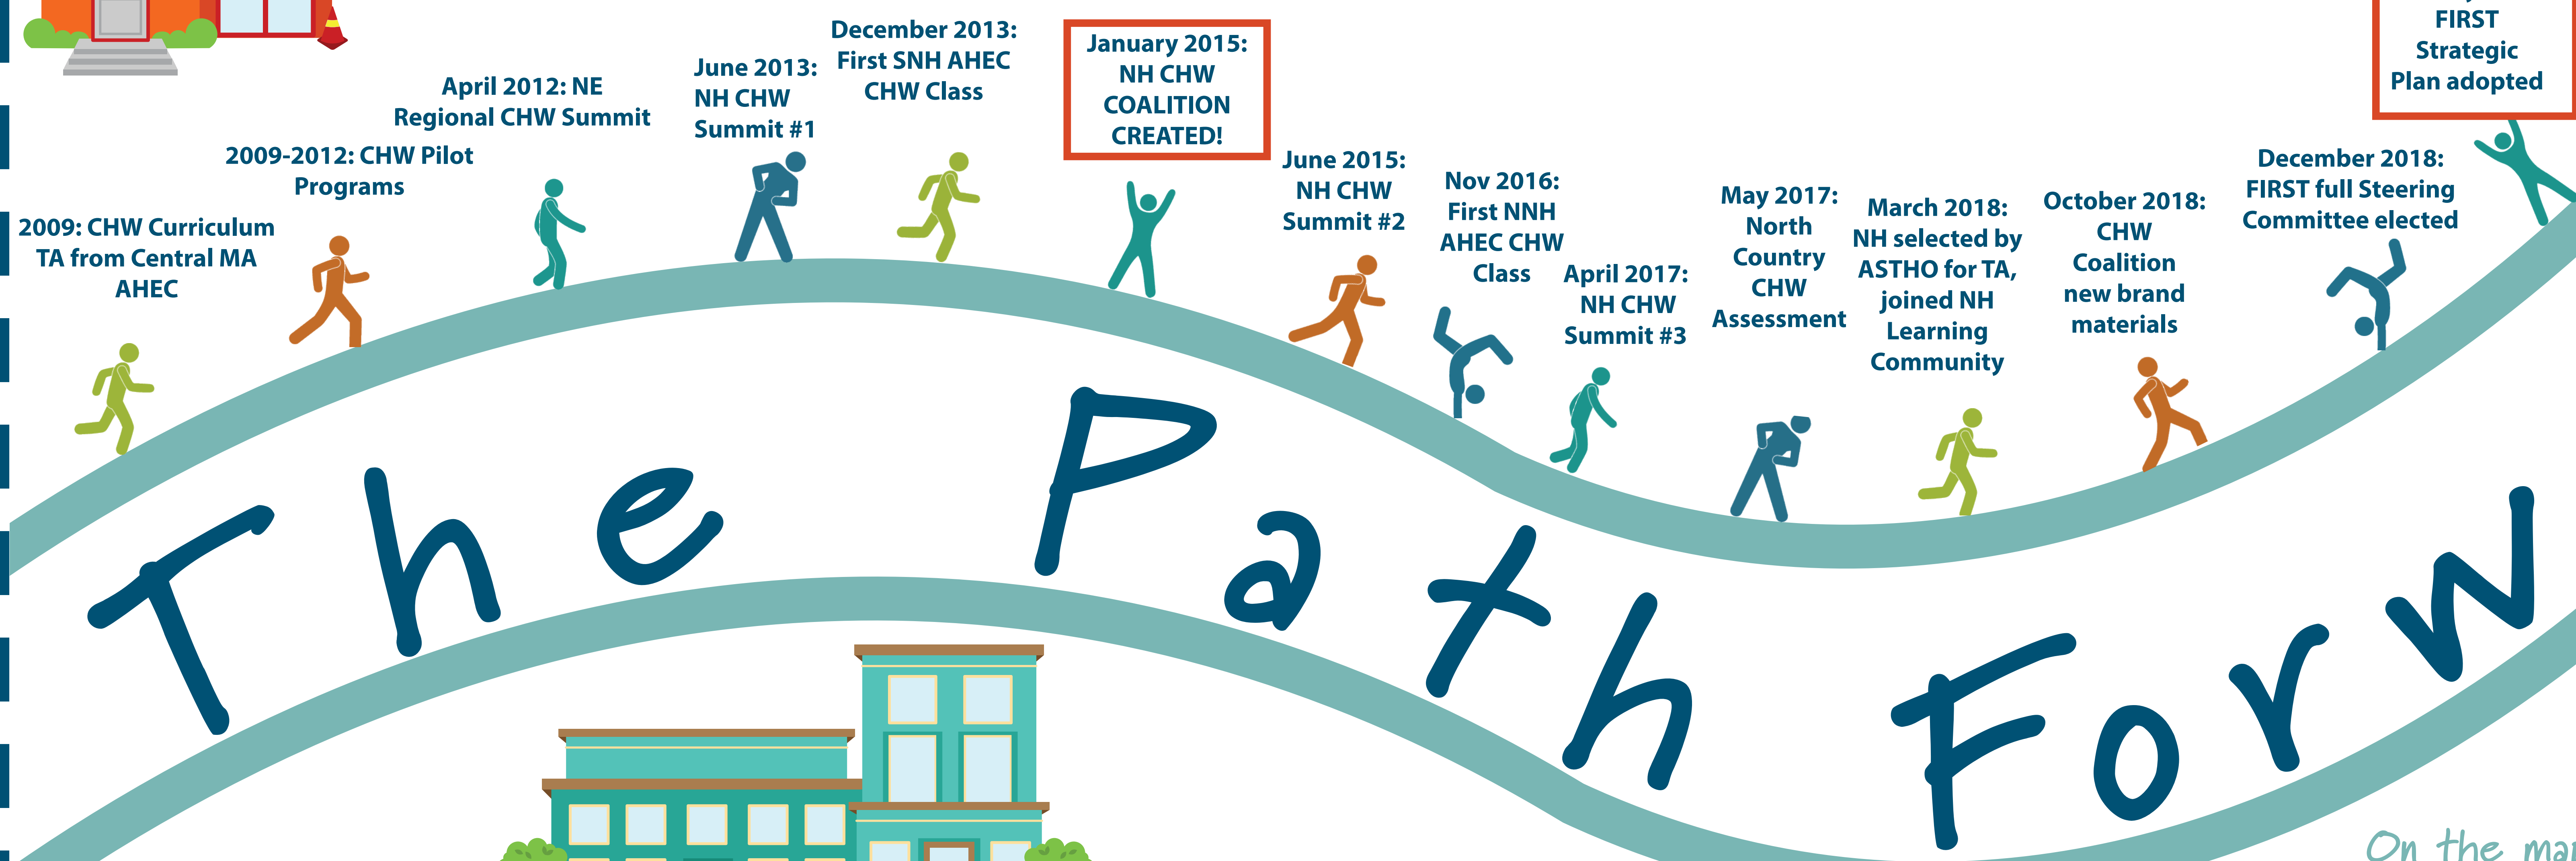 2009: CHW Curriculum
TA from Central MA
AHEC
2009-2012: CHW Pilot
Programs
April 2012: NE
Regional CHW Summit
June 2013:
NH CHW
Summit #1
December 2013:
First SNH AHEC
CHW Class
January 2015:
NH CHW
COALITION
CREATED!
June 2015:
NH CHW
Summit #2
Nov 2016:
First NNH
AHEC CHW
Class
April 2017:
NH CHW
Summit #3
May 2017:
North
Country
CHW
Assessment
March 2018:
NH selected by
ASTHO for TA,
joined NH
Learning
Community
October 2018:
CHW
Coalition
new brand
materials
December 2018:
FIRST full Steering
Committee elected
FIRST
Strategic
Plan adopted
The Path Forw
On the